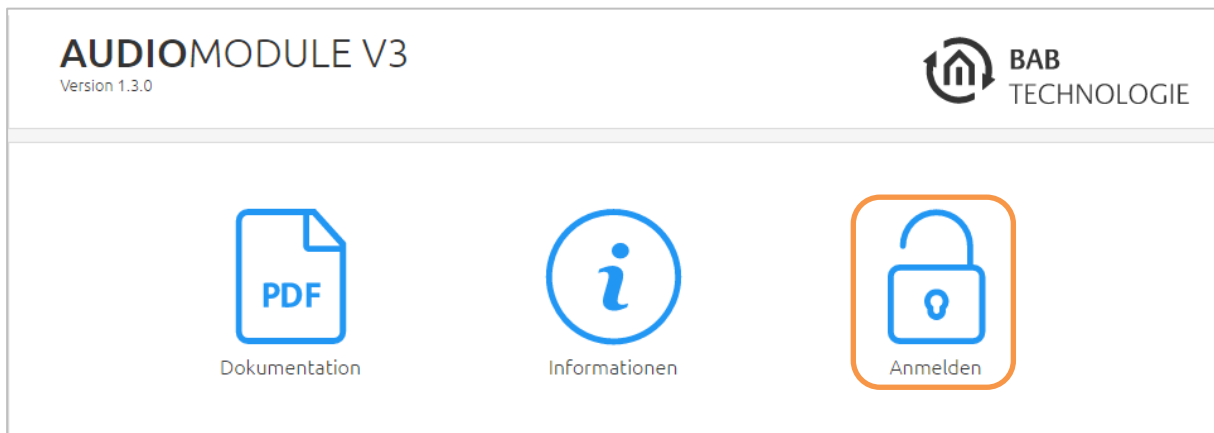 AUDIOMODULE V3
Version 1.3.0
BAB
TECHNOLOGIE
PDF
i
Dokumentation
Informationen
Anmelden